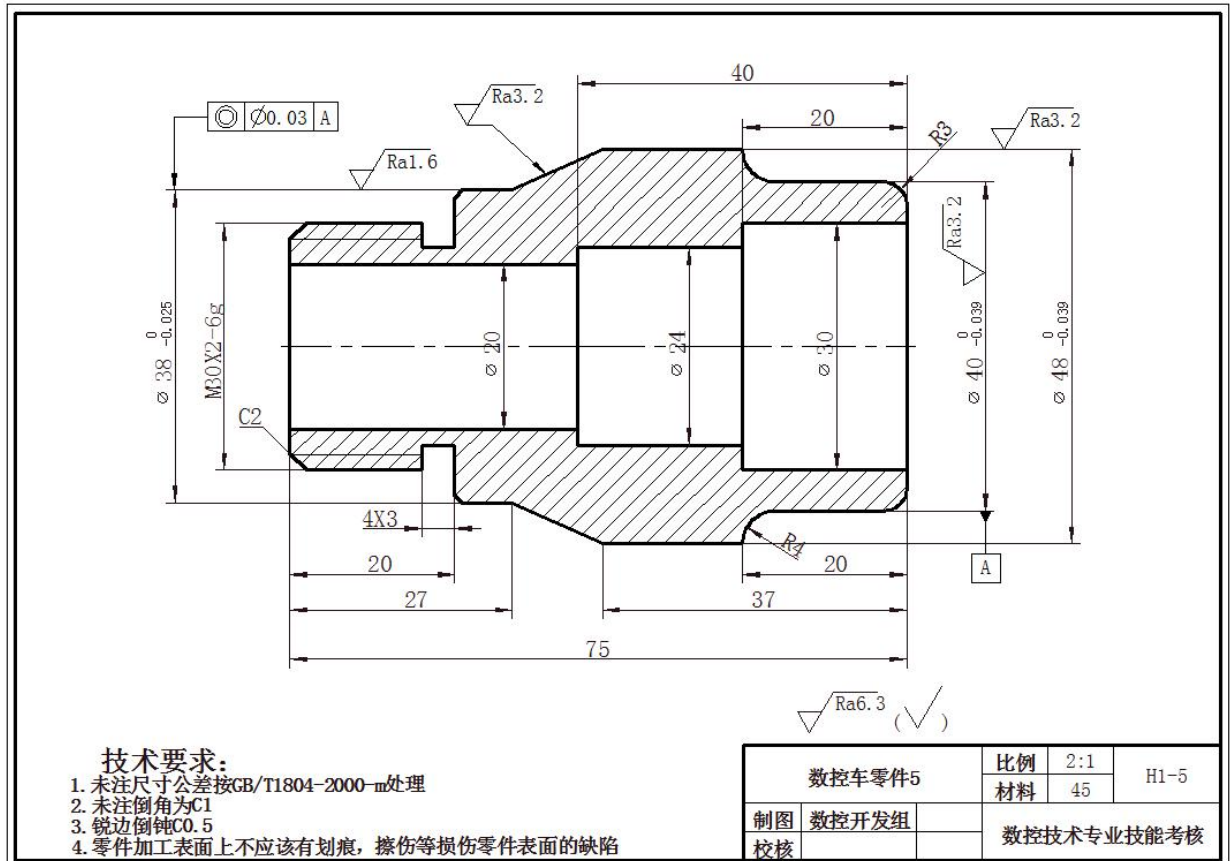 40
20
Ra3.2
R3
Ra3.2
⌀0.03 A
Ra1.6
Ra3.2
⌀38 0 -0.025
M30X2-6g
⌀20
⌀24
⌀30
⌀40 0 -0.039
⌀48 0 -0.039
C2
4X3
R4
A
20
20
27
37
75
Ra6.3 ( )
技术要求:
1.未注尺寸公差按GB/T1804-2000-m处理
2.未注倒角为C1
3.锐边倒钝C0.5
4.零件加工表面上不应该有划痕，擦伤等损伤零件表面的缺陷
数控车零件5
比例 2:1
H1-5
材料 45
制图 数控开发组
数控技术专业技能考核
校核